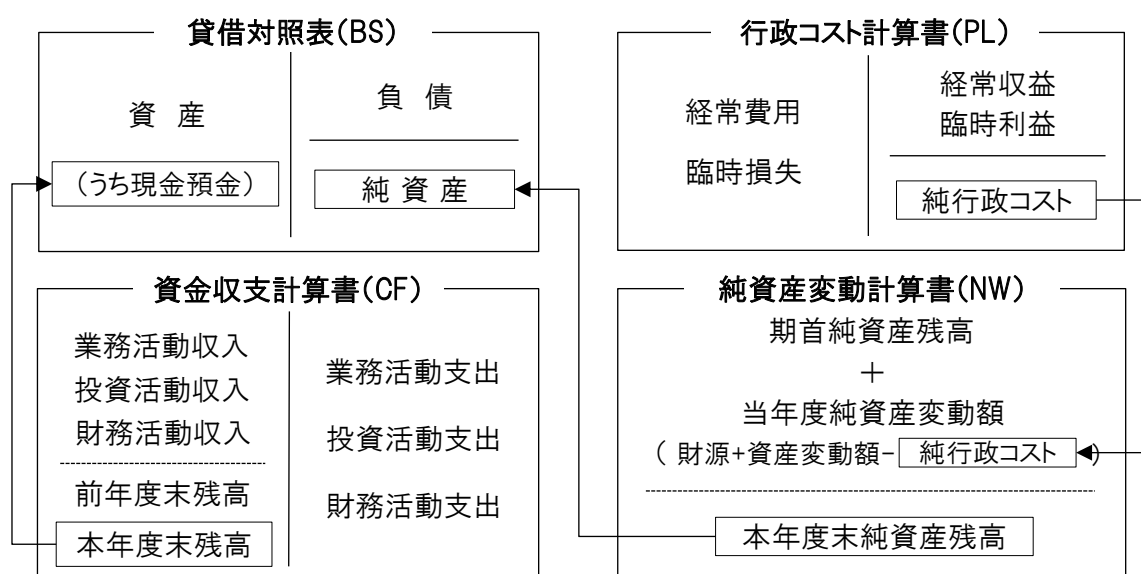 貸借対照表(BS)
資 産
(うち現金預金)
負 債
純 資 産
行政コスト計算書(PL)
経常費用
臨時損失
経常収益
臨時利益
純行政コスト
資金収支計算書(CF)
業務活動収入
投資活動収入
財務活動収入
前年度末残高
本年度末残高
業務活動支出
投資活動支出
財務活動支出
純資産変動計算書(NW)
期首純資産残高
+
当年度純資産変動額
( 財源+資産変動額- 純行政コスト )
本年度末純資産残高